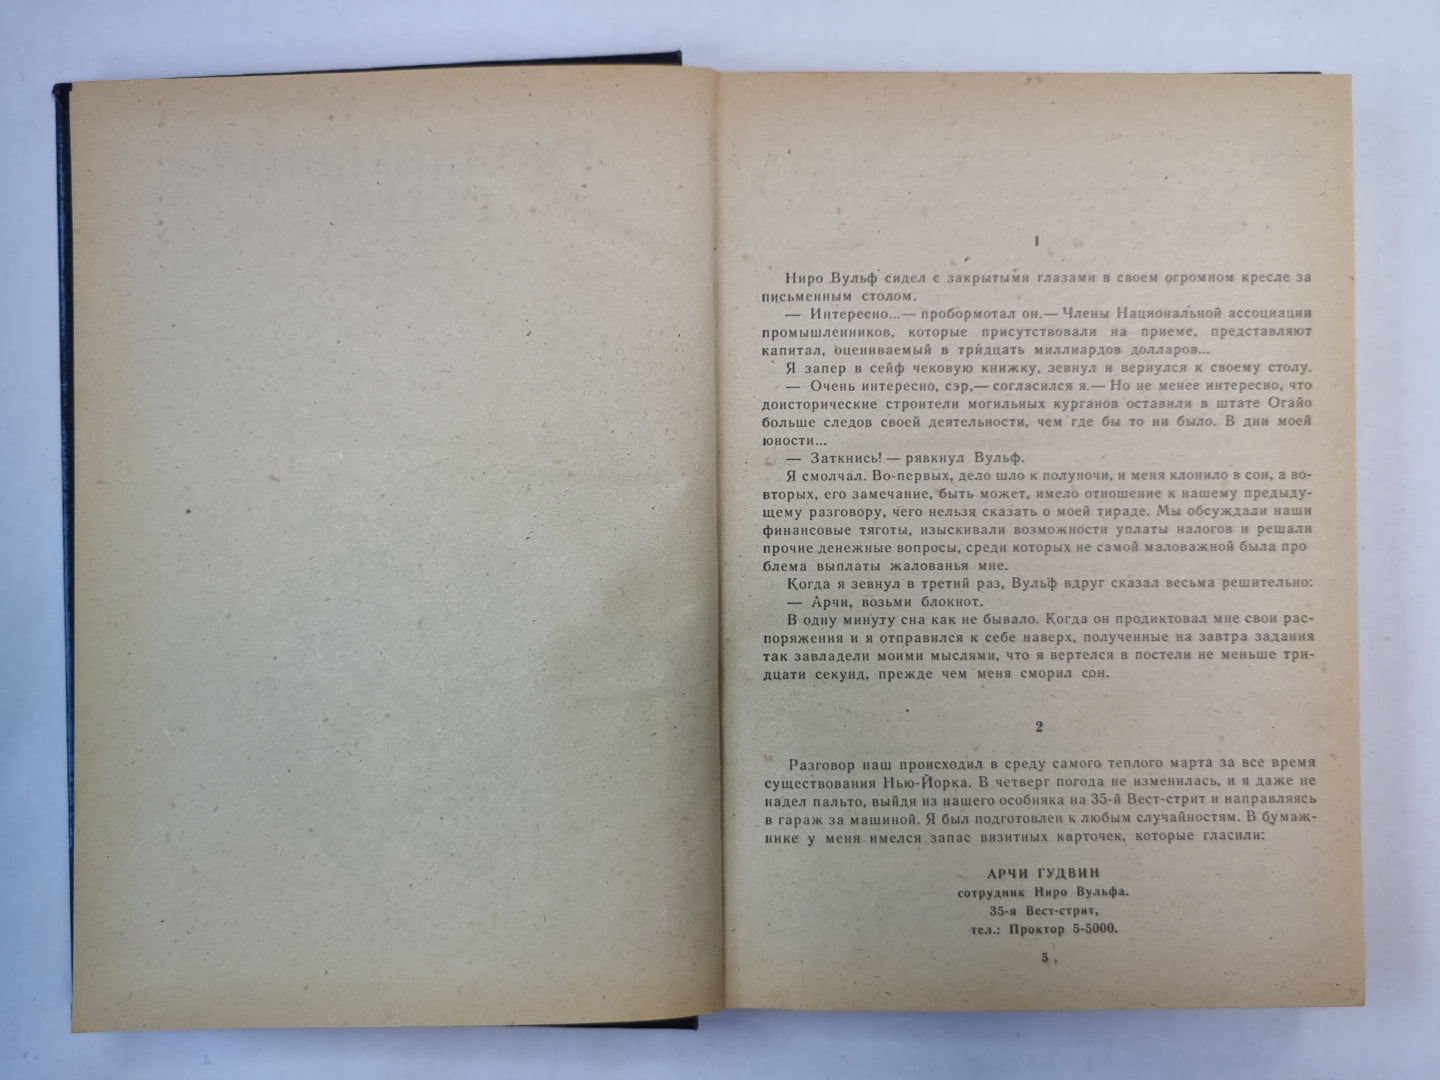 1
Ниро Вульф сидел с закрытыми глазами в своем огромном кресле за
письменным столом.
— Интересно...— пробормотал он.— Члены Национальной ассоциации
промышленников, которые присутствовали на приеме, представляют
капитал, оцениваемый в тридцать миллиардов долларов...
Я запер в сейф чековую книжку, зевнул и вернулся к своему столу.
— Очень интересно, сэр,— согласился я.— Но не менее интересно, что
доисторические строители могильных курганов оставили в штате Огайо
больше следов своей деятельности, чем где бы то ни было. В дни моей
юности...
— Заткнись! — рявкнул Вульф.
Я смолчал. Во-первых, дело шло к полуночи, и меня клонило в сон, а во-
вторых, его замечание, быть может, имело отношение к нашему предыду-
щему разговору, чего нельзя сказать о моей тираде. Мы обсуждали наши
финансовые тяготы, изыскивали возможности уплаты налогов и решали
прочие денежные вопросы, среди которых не самой маловажной была про
блема выплаты жалованья мне.
Когда я зевнул в третий раз, Вульф вдруг сказал весьма решительно:
— Арчи, возьми блокнот.
В одну минуту сна как не бывало. Когда он продиктовал мне свои рас-
поряжения и я отправился к себе наверх, полученные на завтра задания
так завладели моими мыслями, что я вертелся в постели не меньше три-
дцати секунд, прежде чем меня сморил сон.
2
Разговор наш происходил в среду самого теплого марта за все время
существования Нью-Йорка. В четверг погода не изменилась, и я даже не
надел пальто, выйдя из нашего особняка на 35-й Вест-стрит и направляясь
в гараж за машиной. Я был подготовлен к любым случайностям. В бумаж-
нике у меня имелся запас визитных карточек, которые гласили:
АРЧИ ГУДВИН
сотрудник Ниро Вульфа.
35-я Вест-стрит,
тел.: Проктор 5-5000.
5